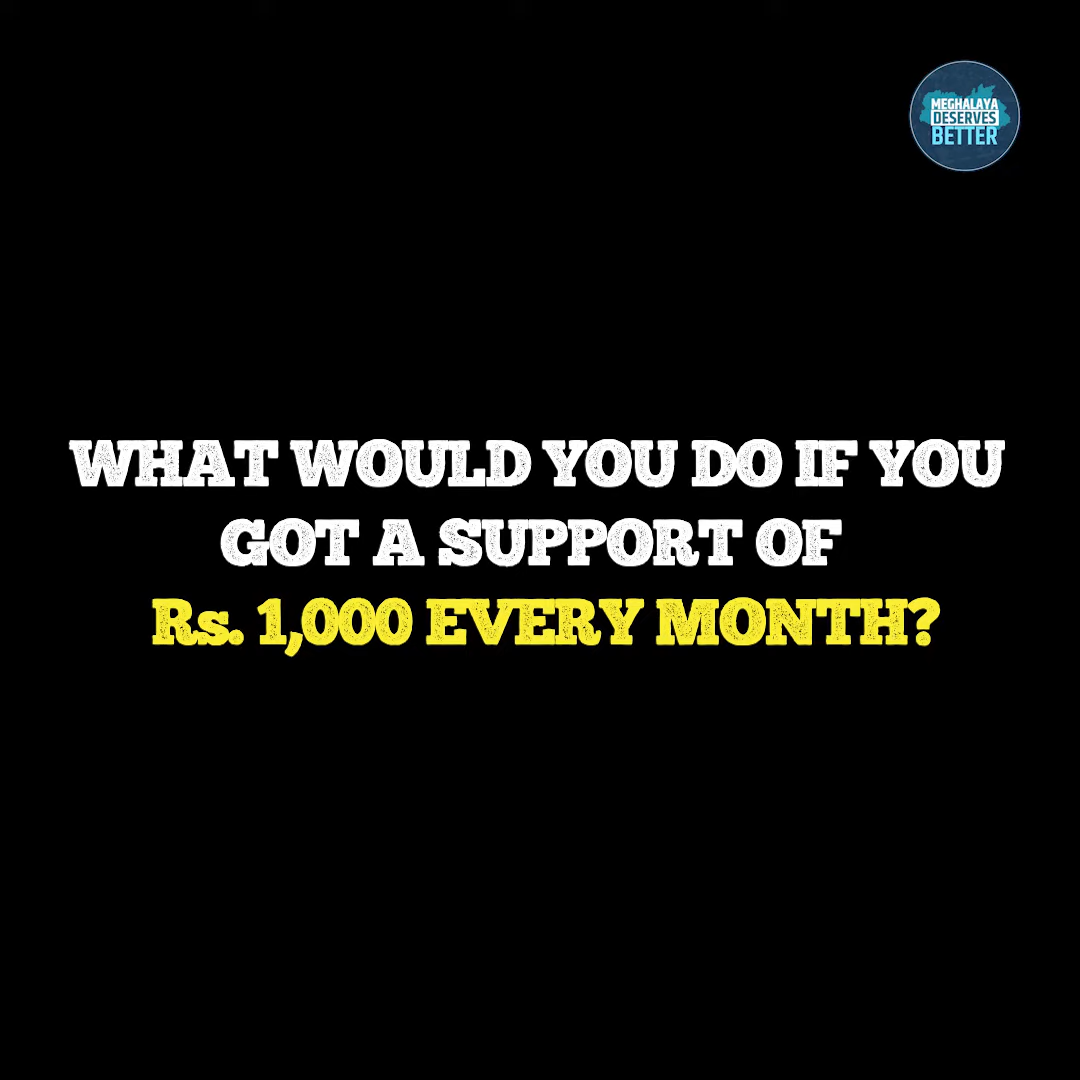 MEGHALAYA
DESERVES
BETTER
WHAT WOULD YOU DO IF YOU
GOT A SUPPORT OF
Rs. 1,000 EVERY MONTH?